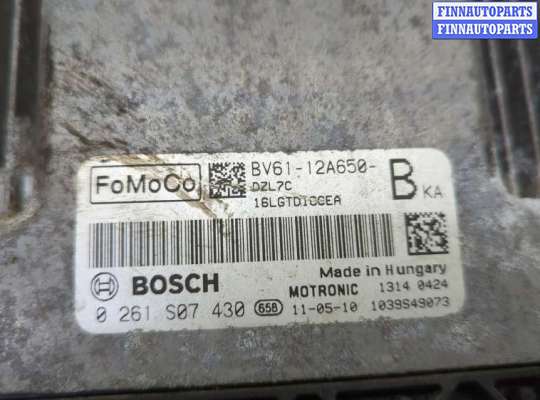 FINNAUTOPARTS
FINNAUTOPARTS
FoMoCo
BV61-12A650-
B KA
DZL7C
16LGTDI00EA
BOSCH
Made in Hungary
MOTRONIC 1314 0424
0 261 S07 430 658 11-05-10 1039S49073